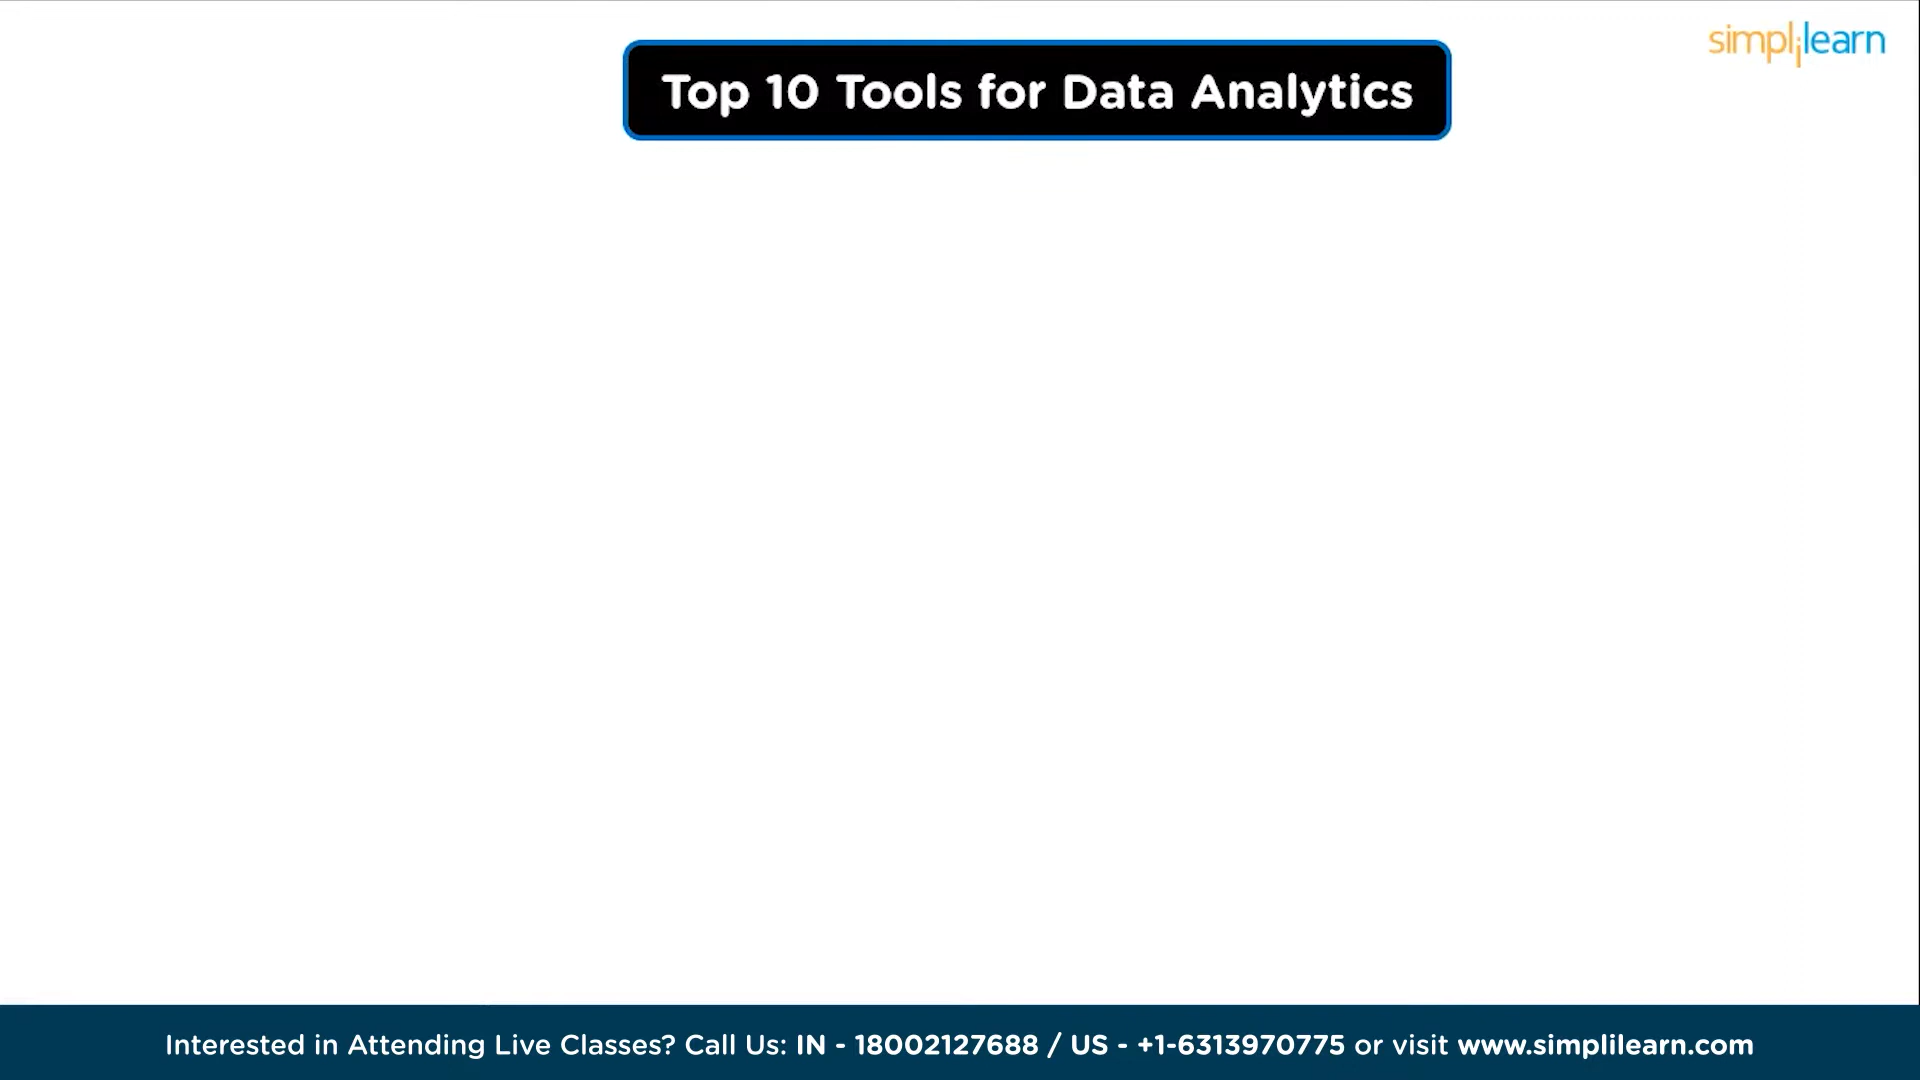 simplilearn
Top 10 Tools for Data Analytics
Interested in Attending Live Classes? Call Us: IN - 18002127688 / US - +1-6313970775 or visit www.simplilearn.com